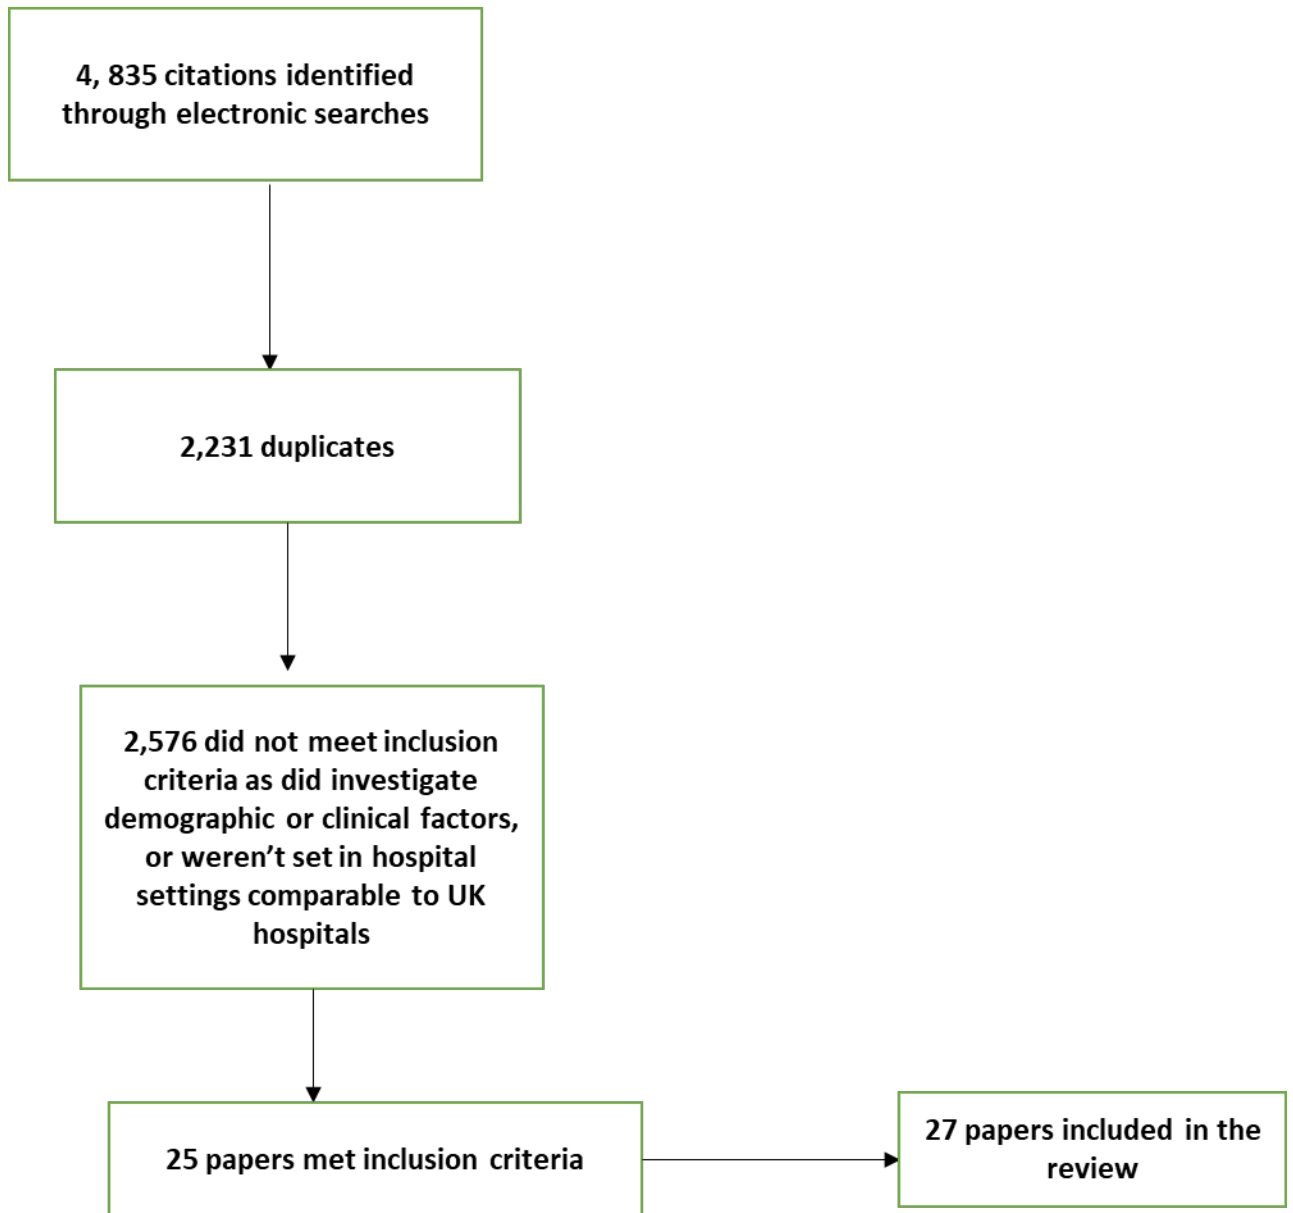 4, 835 citations identified
through electronic searches
2,231 duplicates
2,576 did not meet inclusion
criteria as did investigate
demographic or clinical factors,
or weren’t set in hospital
settings comparable to UK
hospitals
25 papers met inclusion criteria
27 papers included in the
review